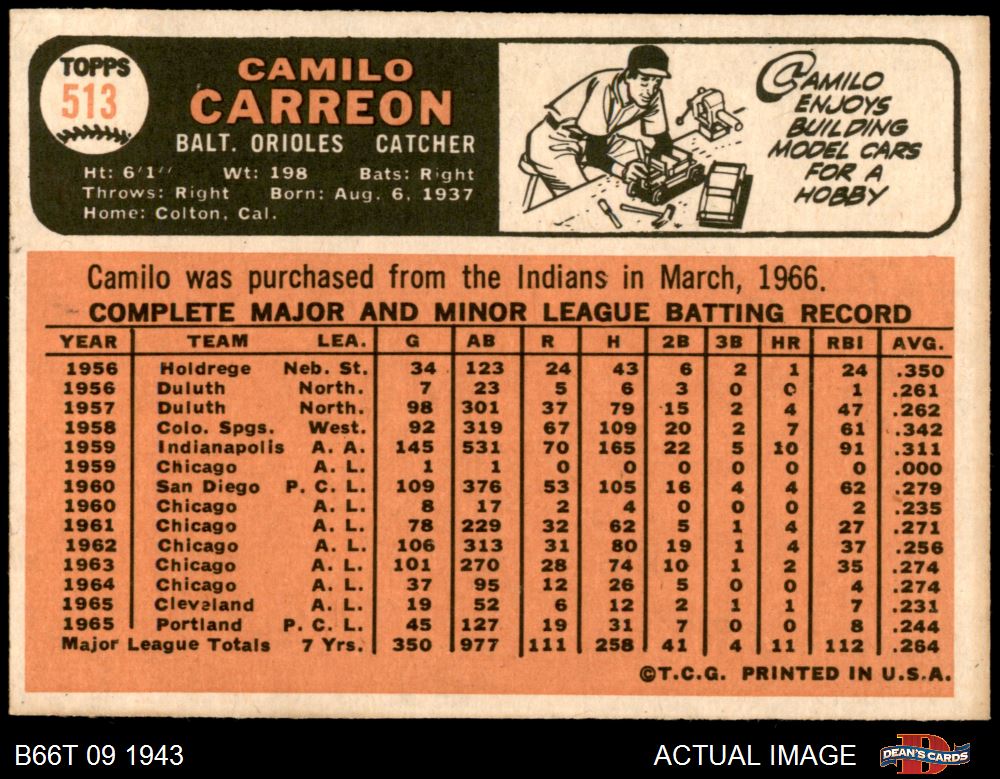 TOPPS
513
CAMILO
CARREON
BALT. ORIOLES CATCHER
Ht: 6'1" Wt: 198 Bats: Right
Throws: Right Born: Aug. 6, 1937
Home: Colton, Cal.
CAMILO
ENJOYS
BUILDING
MODEL CARS
FOR A
HOBBY
Camilo was purchased from the Indians in March, 1966.
COMPLETE MAJOR AND MINOR LEAGUE BATTING RECORD
YEAR TEAM LEA. G AB R H 2B 3B HR RBI AVG.
1956 Holdrege Neb. St. 34 123 24 43 6 2 1 24 .350
1956 Duluth North. 7 23 5 6 3 0 0 1 .261
1957 Duluth North. 98 301 37 79 15 2 4 47 .262
1958 Colo. Spgs. West. 92 319 67 109 20 2 7 61 .342
1959 Indianapolis A. A. 145 531 70 165 22 5 10 91 .311
1959 Chicago A. L. 1 1 0 0 0 0 0 0 .000
1960 San Diego P. C. L. 109 376 53 105 16 4 4 62 .279
1960 Chicago A. L. 8 17 2 4 0 0 0 2 .235
1961 Chicago A. L. 78 229 32 62 5 1 4 27 .271
1962 Chicago A. L. 106 313 31 80 19 1 4 37 .256
1963 Chicago A. L. 101 270 28 74 10 1 2 35 .274
1964 Chicago A. L. 37 95 12 26 5 0 0 4 .274
1965 Cleveland A. L. 19 52 6 12 2 1 1 7 .231
1965 Portland P. C. L. 45 127 19 31 7 0 0 8 .244
Major League Totals 7 Yrs. 350 977 111 258 41 4 11 112 .264
©T.C.G. PRINTED IN U.S.A.
B66T 09 1943 ACTUAL IMAGE DEAN'S CARDS